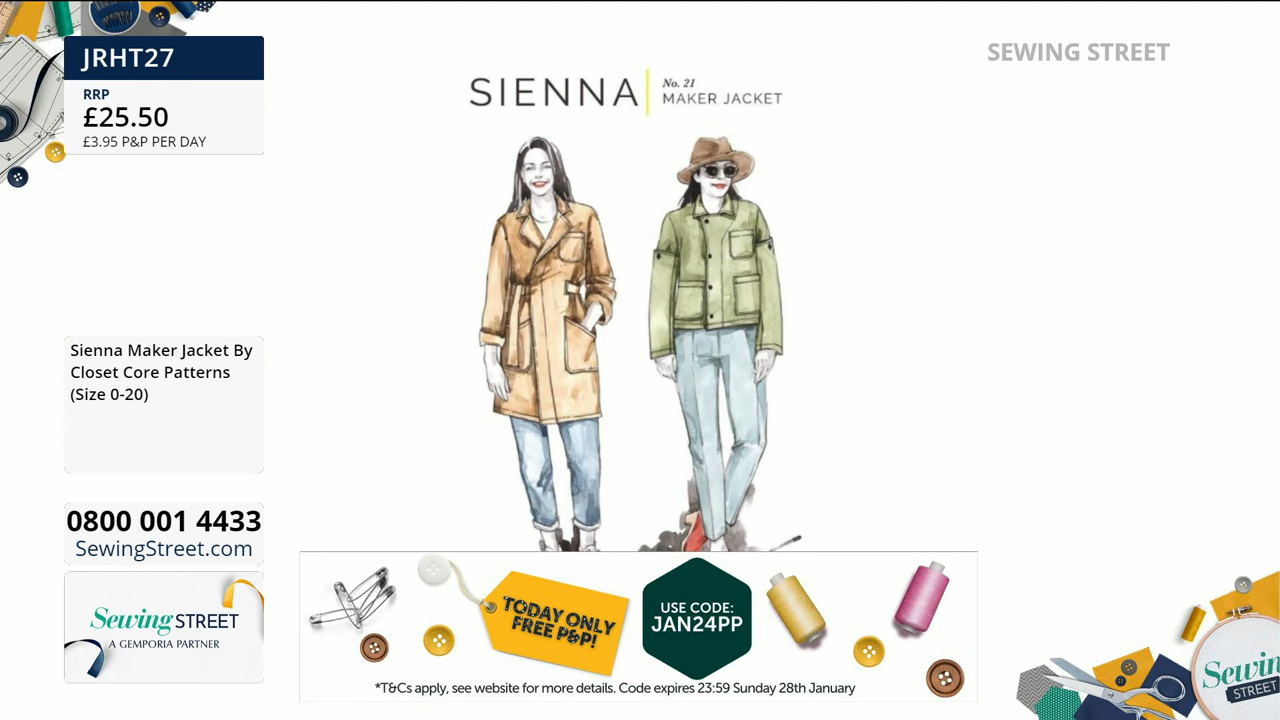 JRHT27
RRP
£25.50
£3.95 P&P PER DAY
SEWING STREET
SIENNA
No. 21
MAKER JACKET
Sienna Maker Jacket By
Closet Core Patterns
(Size 0-20)
0800 001 4433
SewingStreet.com
Sewing STREET
A GEMPORIA PARTNER
TODAY ONLY
FREE P&P!
USE CODE:
JAN24PP
*T&Cs apply, see website for more details. Code expires 23:59 Sunday 28th January
Sewin
STREET